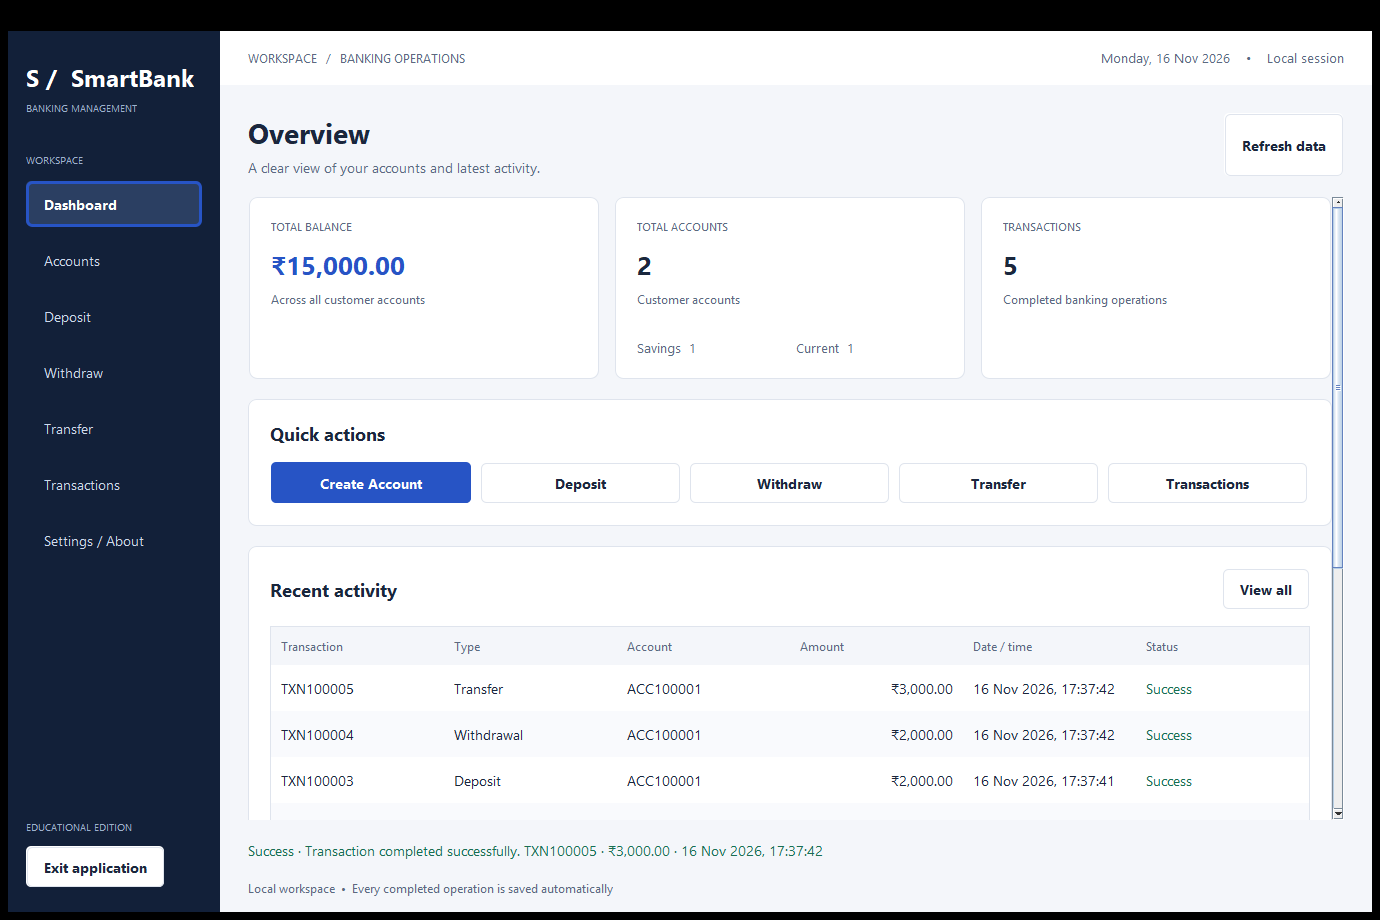 S / SmartBank
BANKING MANAGEMENT
WORKSPACE
Dashboard
Accounts
Deposit
Withdraw
Transfer
Transactions
Settings / About
EDUCATIONAL EDITION
Exit application
WORKSPACE / BANKING OPERATIONS
Monday, 16 Nov 2026 • Local session
Overview
A clear view of your accounts and latest activity.
Refresh data
TOTAL BALANCE
₹15,000.00
Across all customer accounts
TOTAL ACCOUNTS
2
Customer accounts
Savings 1 Current 1
TRANSACTIONS
5
Completed banking operations
Quick actions
Create Account Deposit Withdraw Transfer Transactions
Recent activity
View all
Transaction Type Account Amount Date / time Status
TXN100005 Transfer ACC100001 ₹3,000.00 16 Nov 2026, 17:37:42 Success
TXN100004 Withdrawal ACC100001 ₹2,000.00 16 Nov 2026, 17:37:42 Success
TXN100003 Deposit ACC100001 ₹2,000.00 16 Nov 2026, 17:37:41 Success
Success · Transaction completed successfully. TXN100005 · ₹3,000.00 · 16 Nov 2026, 17:37:42
Local workspace • Every completed operation is saved automatically